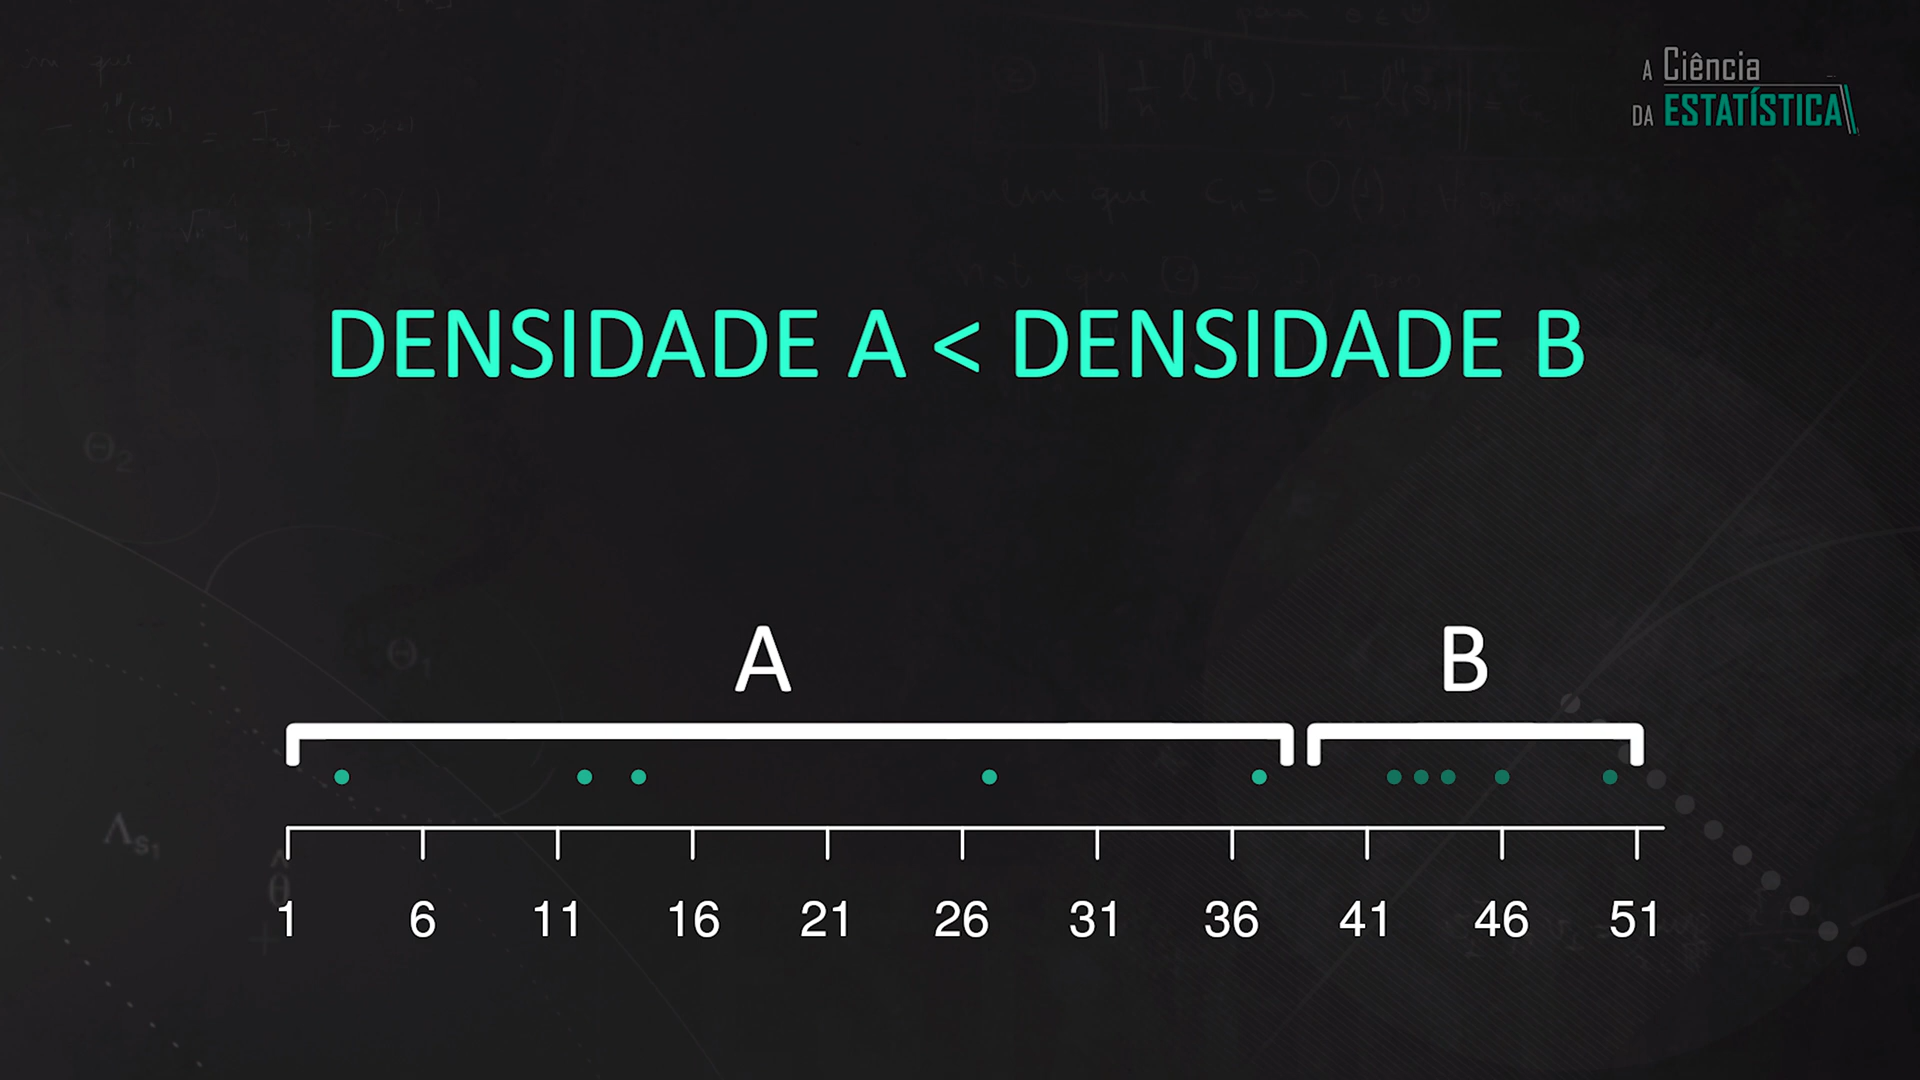 A Ciência
DA ESTATÍSTICA
DENSIDADE A < DENSIDADE B
A B
1 6 11 16 21 26 31 36 41 46 51